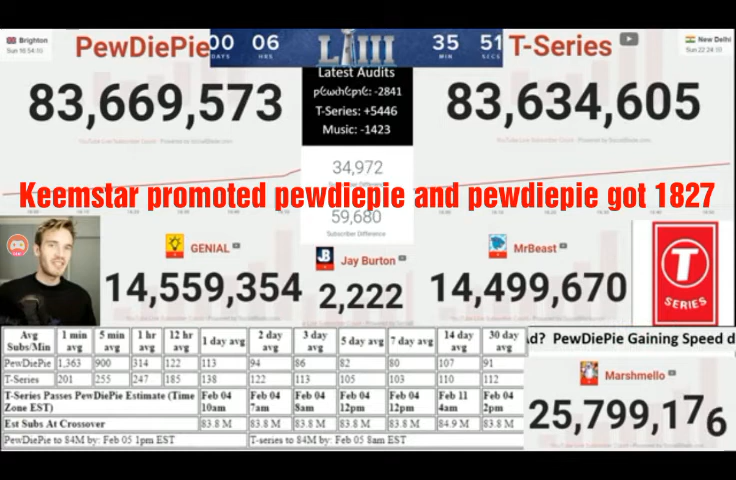 Brighton
Sun 16:54:10
PewDiePie
00 06
DAYS HRS
LIII
35 51
MIN SECS
T-Series
New Delhi
Sun 22:24:10
83,669,573
Latest Audits
-2841
T-Series: +5446
Music: -1423
83,634,605
YouTube Live Subscriber Count - Powered by SocialBlade.com
34,972
Keemstar promoted pewdiepie and pewdiepie got 1827
59,680
Subscriber Difference
GENIAL
14,559,354
Jay Burton
2,222
MrBeast
14,499,670
T
SERIES
Avg Subs/Min 1 min avg 5 min avg 1 hr avg 12 hr avg 1 day avg 2 day avg 3 day avg 5 day avg 7 day avg 14 day avg 30 day avg
PewDiePie 1,363 900 314 122 113 94 86 82 80 107 91
T-Series 201 255 247 185 138 122 113 105 103 110 112
T-Series Passes PewDiePie Estimate (Time Zone EST) Feb 04 10am Feb 04 7am Feb 04 8am Feb 04 12pm Feb 04 12pm Feb 11 4am Feb 04 2pm
Est Subs At Crossover 83.8 M 83.8 M 83.8 M 83.8 M 83.8 M 84.9 M 83.8 M
PewDiePie to 84M by: Feb 05 1pm EST T-series to 84M by: Feb 05 8am EST
Ad? PewDiePie Gaining Speed d
Marshmello
25,799,176